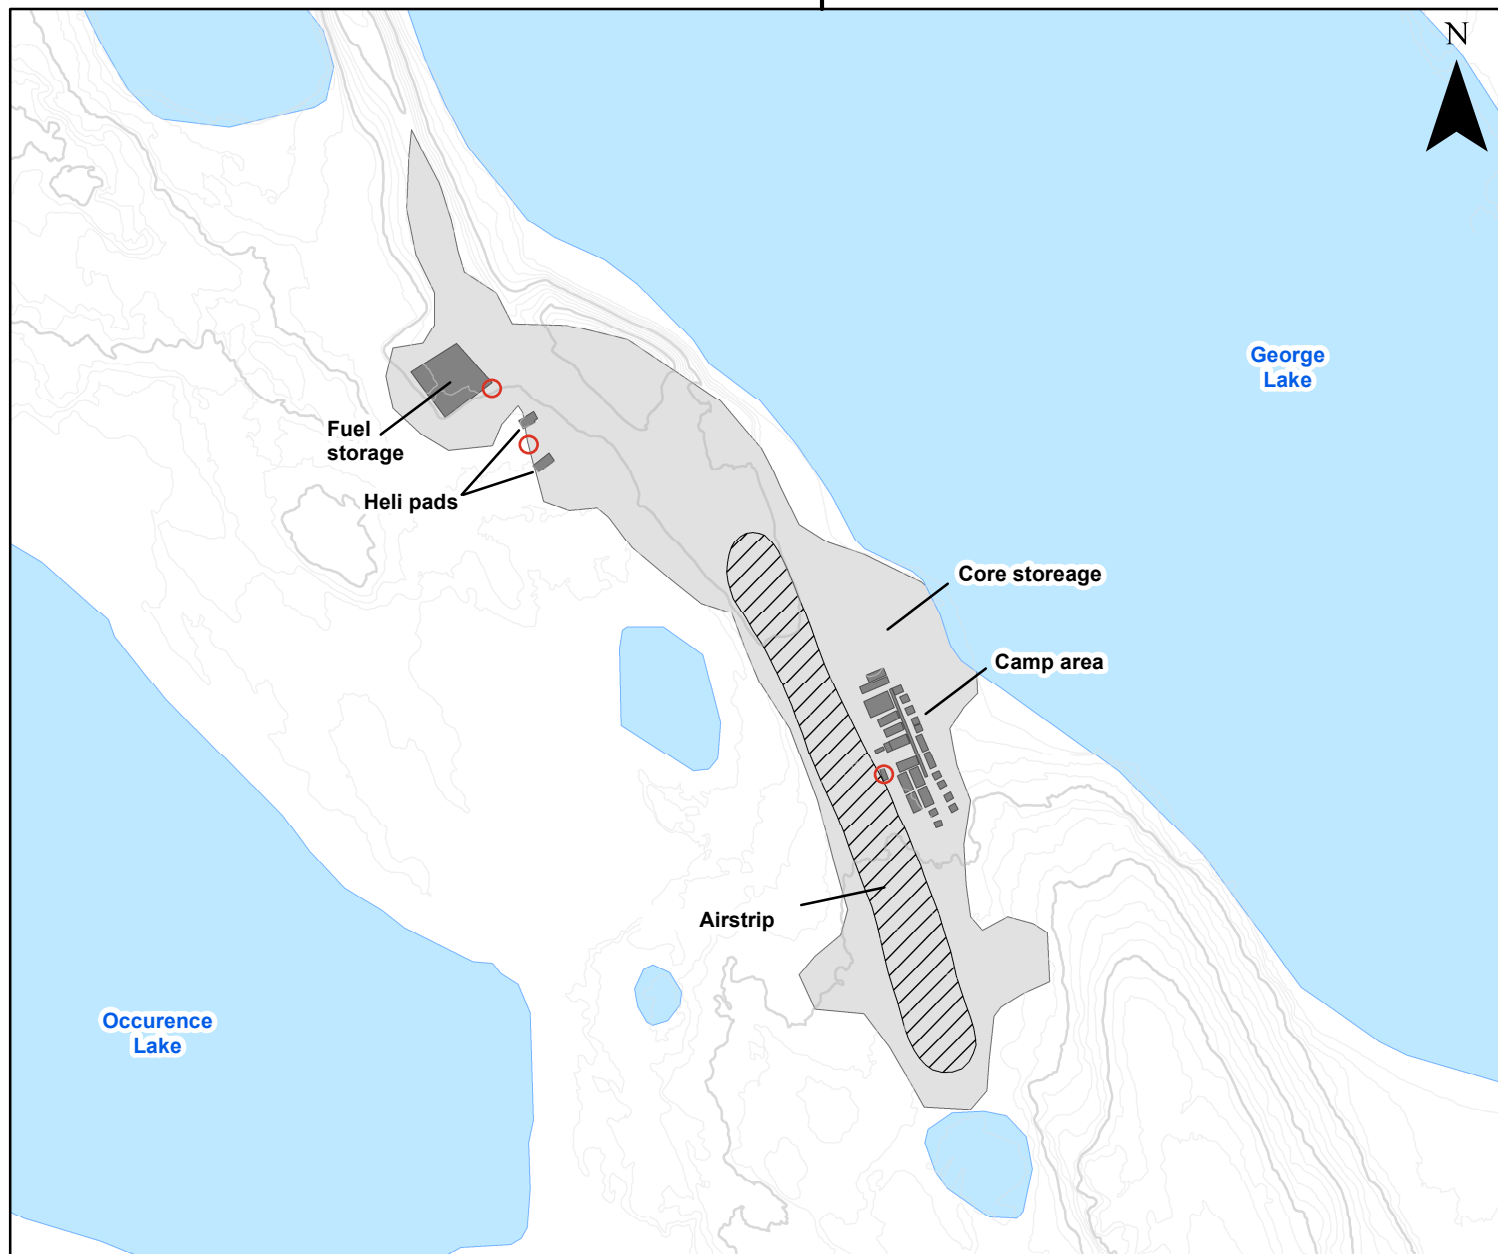 N
George
Lake
Fuel
storage
Heli pads
Core storeage
Camp area
Airstrip
Occurence
Lake